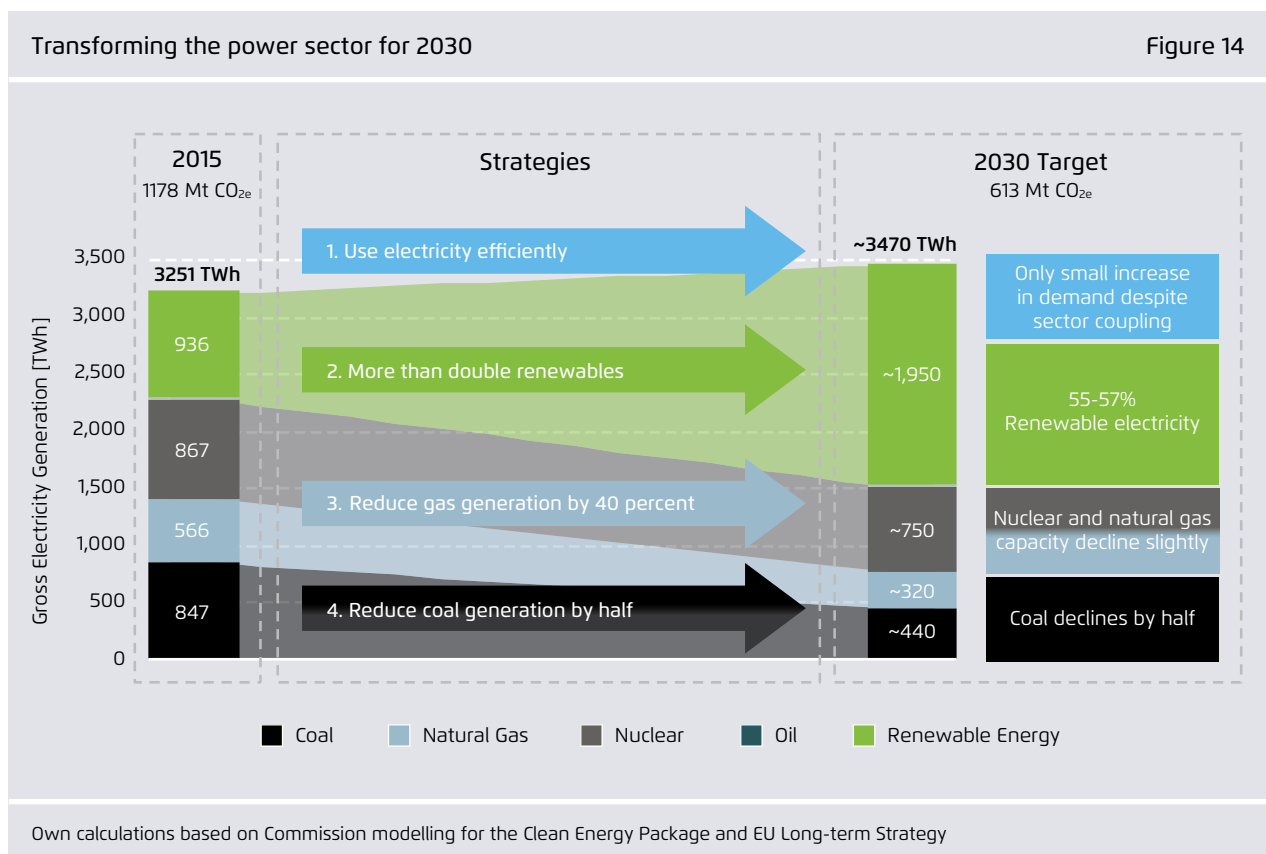 Transforming the power sector for 2030
Figure 14
2015
1178 Mt CO2e
Strategies
2030 Target
613 Mt CO2e
Gross Electricity Generation [TWh]
3,500
3,000
2,500
2,000
1,500
1,000
500
0
3251 TWh
936
867
566
847
1. Use electricity efficiently
2. More than double renewables
3. Reduce gas generation by 40 percent
4. Reduce coal generation by half
~3470 TWh
~1,950
~750
~320
~440
Only small increase
in demand despite
sector coupling
55-57%
Renewable electricity
Nuclear and natural gas
capacity decline slightly
Coal declines by half
Coal
Natural Gas
Nuclear
Oil
Renewable Energy
Own calculations based on Commission modelling for the Clean Energy Package and EU Long-term Strategy